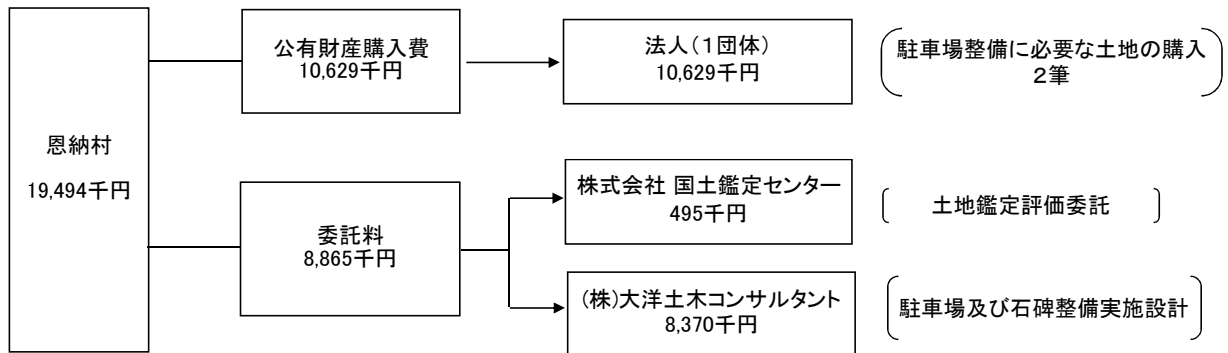 恩納村
19,494千円
公有財産購入費
10,629千円
法人(1団体)
10,629千円
駐車場整備に必要な土地の購入
2筆
委託料
8,865千円
株式会社 国土鑑定センター
495千円
土地鑑定評価委託
(株)大洋土木コンサルタント
8,370千円
駐車場及び石碑整備実施設計